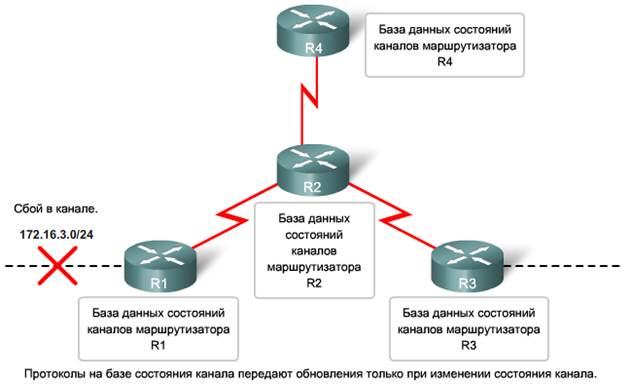 R4
База данных состояний
каналов маршрутизатора
R4
R2
Сбой в канале.
172.16.3.0/24
База данных
состояний
каналов
маршрутизатора
R2
R1
R3
База данных состояний
каналов маршрутизатора
R1
База данных состояний
каналов маршрутизатора
R3
Протоколы на базе состояния канала передают обновления только при изменении состояния канала.